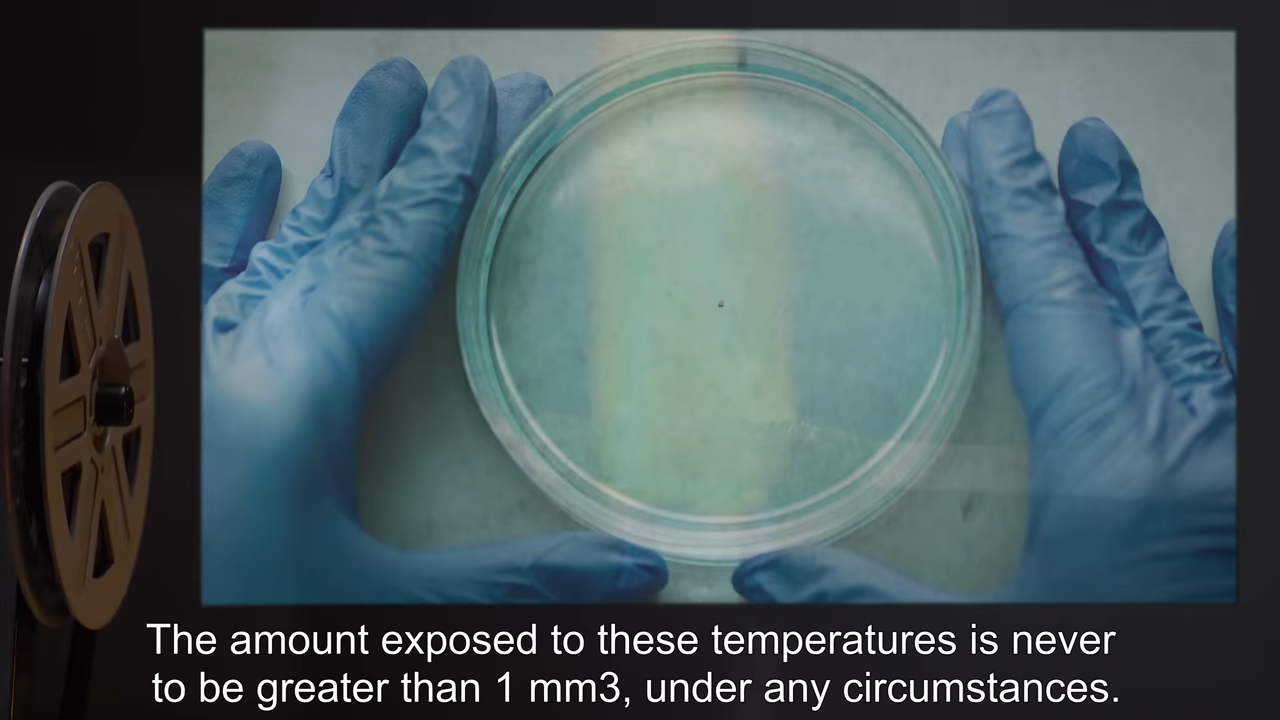 The amount exposed to these temperatures is never
to be greater than 1 mm3, under any circumstances.